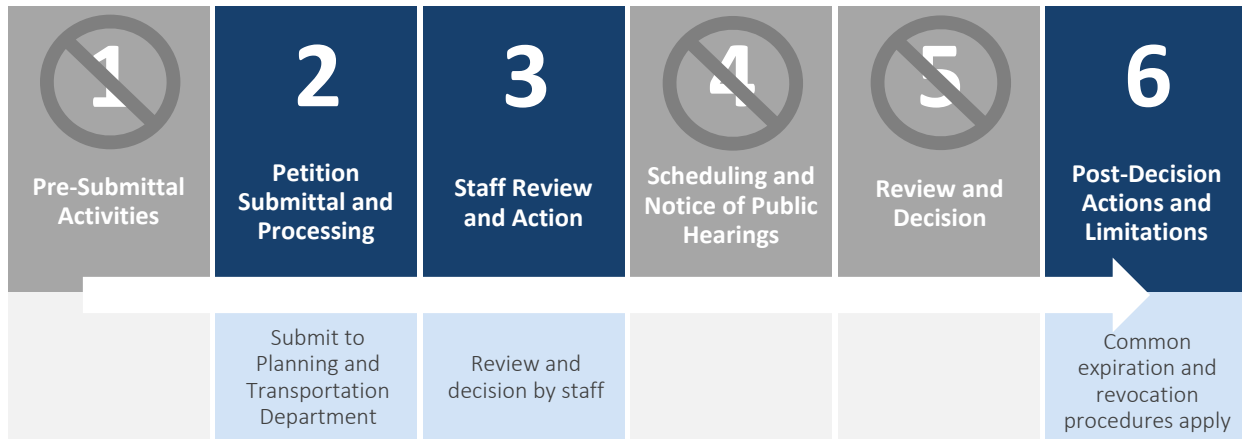 1
Pre-Submittal
Activities
2
Petition
Submittal and
Processing
3
Staff Review
and Action
4
Scheduling and
Notice of Public
Hearings
5
Review and
Decision
6
Post-Decision
Actions and
Limitations
Submit to
Planning and
Transportation
Department
Review and
decision by staff
Common
expiration and
revocation
procedures apply